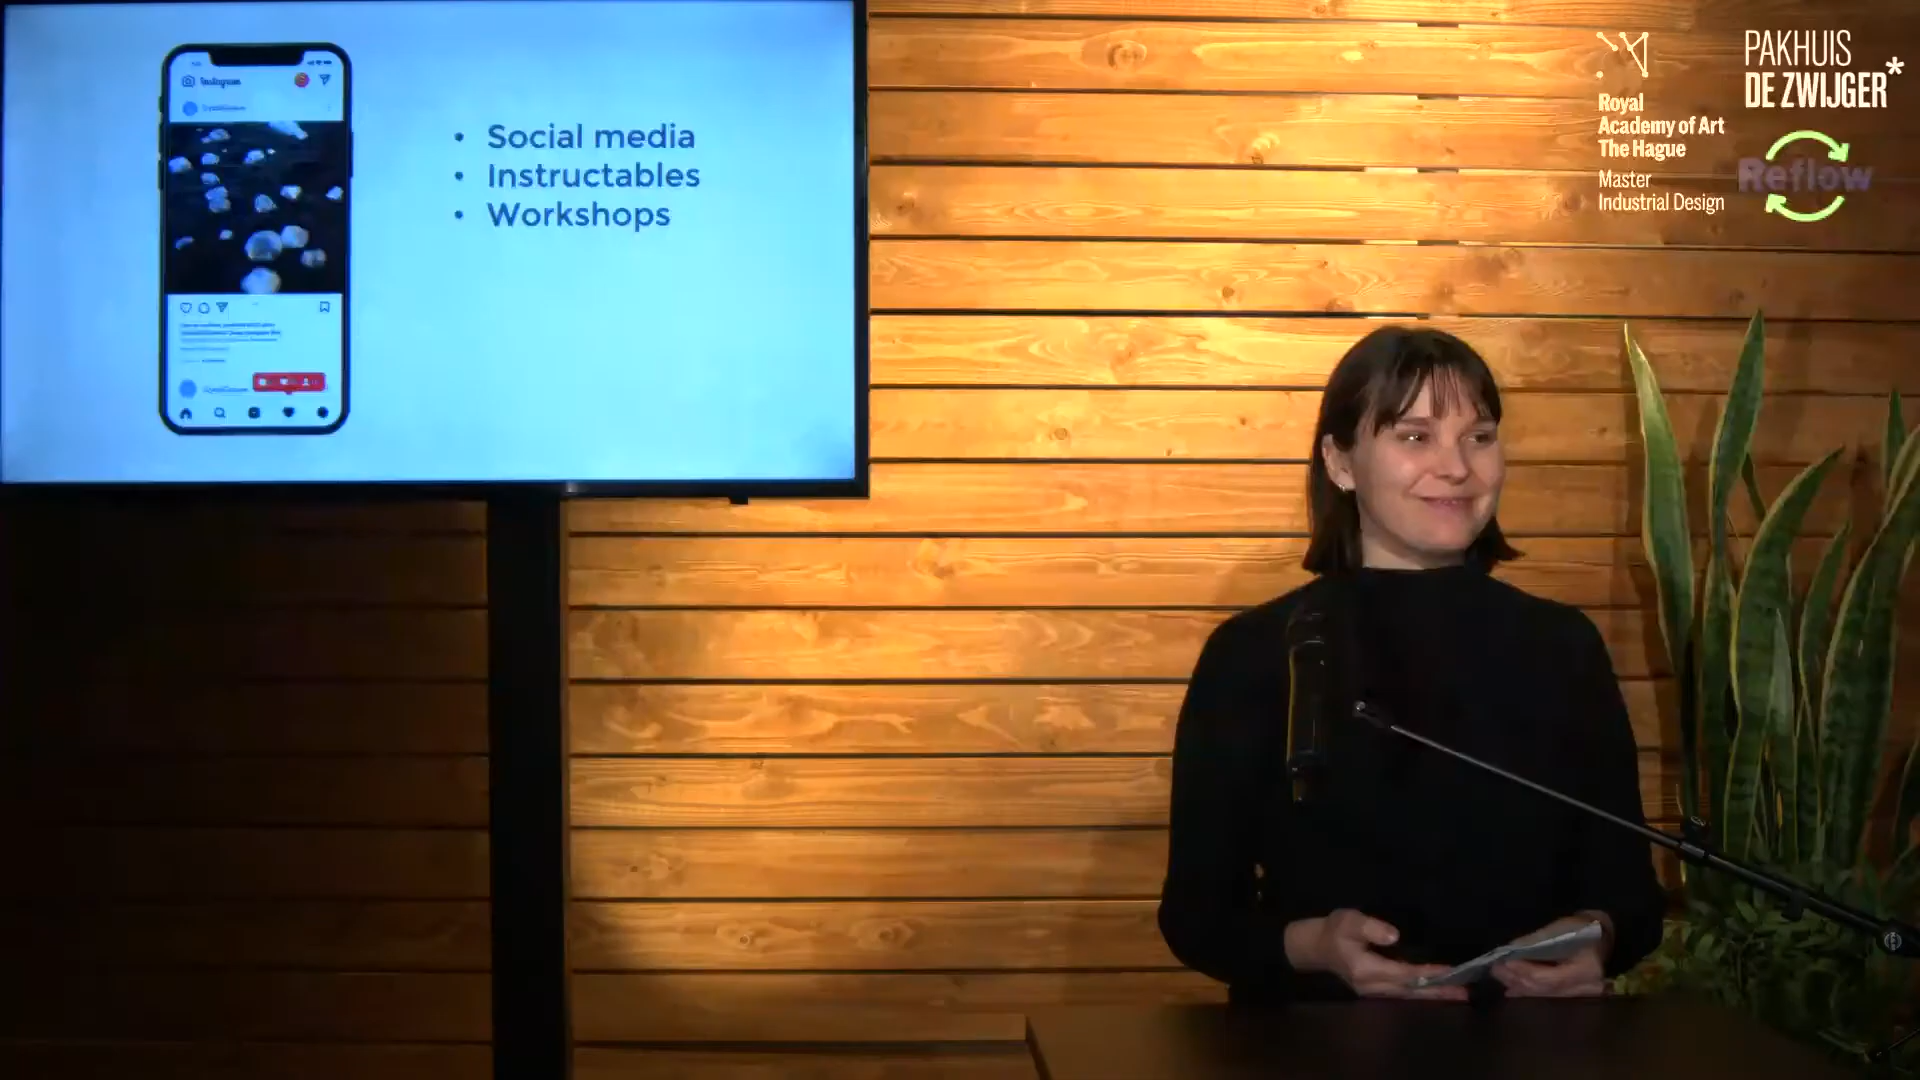 Instagram
Social media
Instructables
Workshops
Royal
Academy of Art
The Hague
Master
Industrial Design
PAKHUIS
DE ZWIJGER*
Reflow